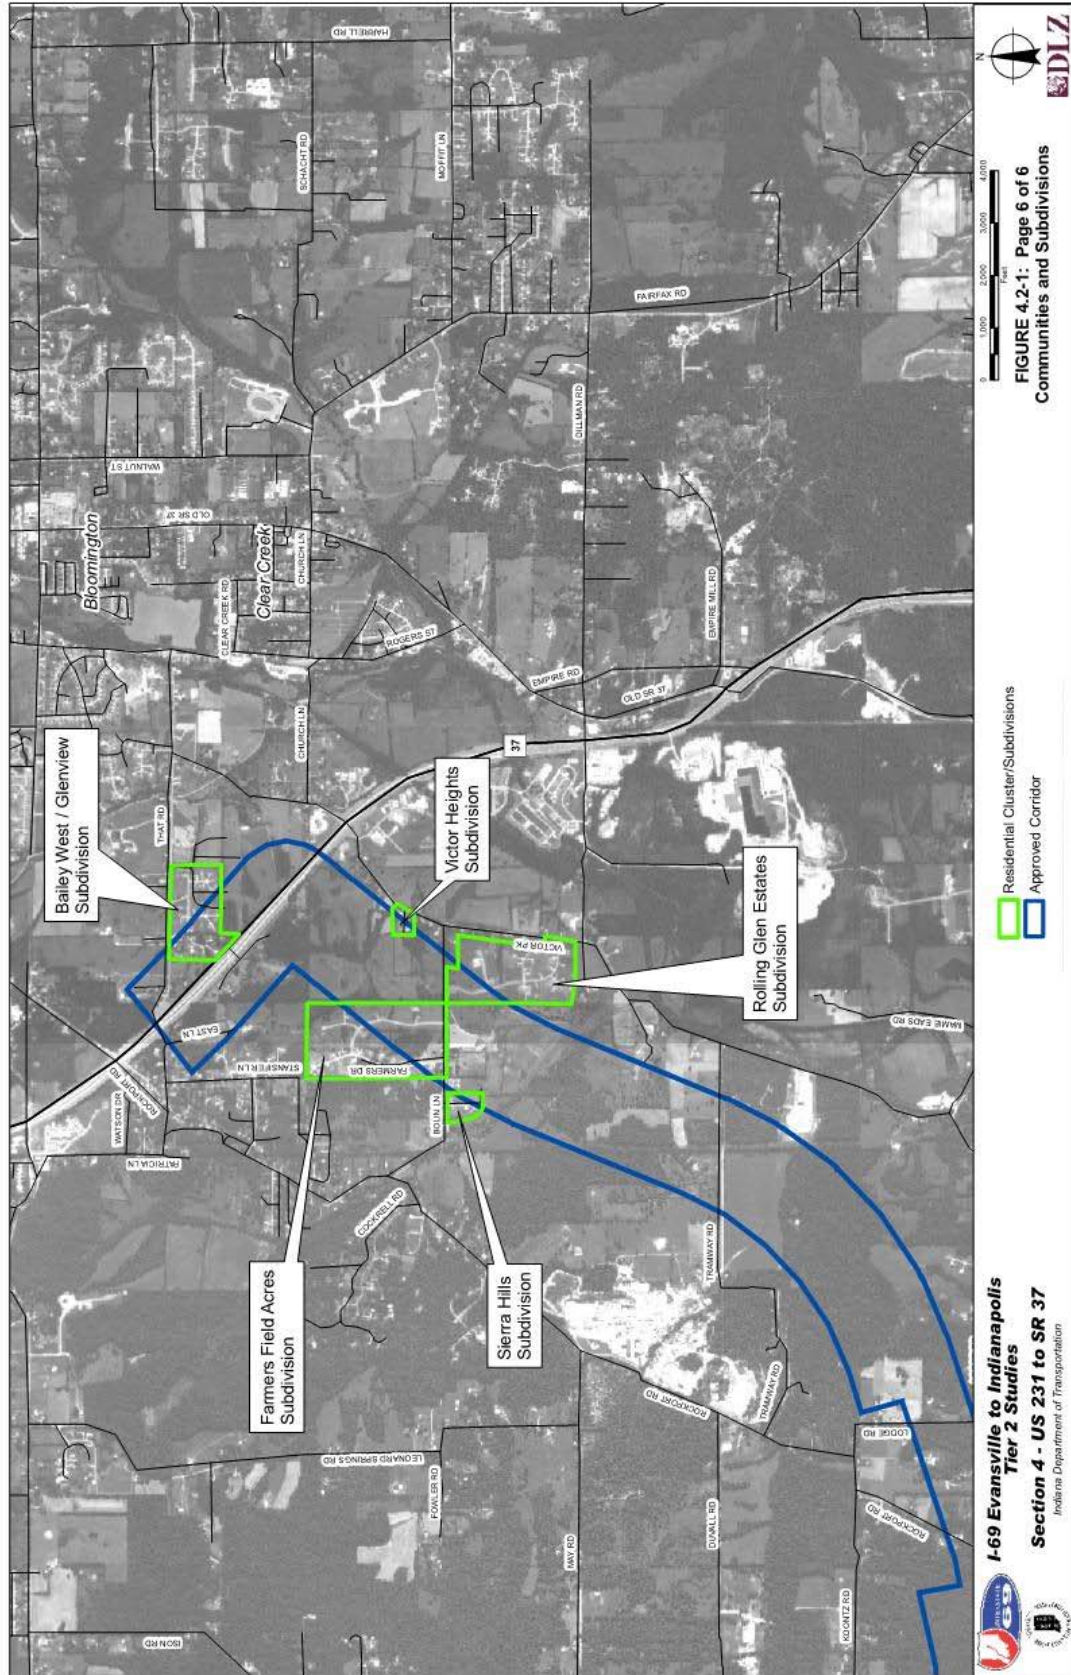 HARRELL RD
SCHACHT RD
MOFFIT LN
FAIRFAX RD
WALNUT ST
OLD SR 37
DILLMAN RD
Bloomington
Clear Creek
CLEAR CREEK RD
CHURCH LN
ROGERS ST
EMPIRE MILL RD
EMPIRE RD
OLD SR 37
CHURCH LN
37
Bailey West / Glenview
Subdivision
THAT RD
Victor Heights
Subdivision
Rolling Glen Estates
Subdivision
VICTOR PK
MAMIE EADS RD
EAST LN
STANSIFER LN
FARMERS DR
ROCKPORT RD
WATSON DR
PATRICIA LN
BOLIN LN
COCKRELL RD
TRAMWAY RD
Farmers Field Acres
Subdivision
Sierra Hills
Subdivision
ROCKPORT RD
TRAMWAY RD
LODGE RD
LEONARD SPRINGS RD
FOWLER RD
MAY RD
DUVALL RD
ROCKPORT RD
KOONTZ RD
ISON RD
I-69 Evansville to Indianapolis
Tier 2 Studies
Section 4 - US 231 to SR 37
Indiana Department of Transportation
Residential Cluster/Subdivisions
Approved Corridor
0 1,000 2,000 3,000 4,000
Feet
FIGURE 4.2-1: Page 6 of 6
Communities and Subdivisions
N
DLZ